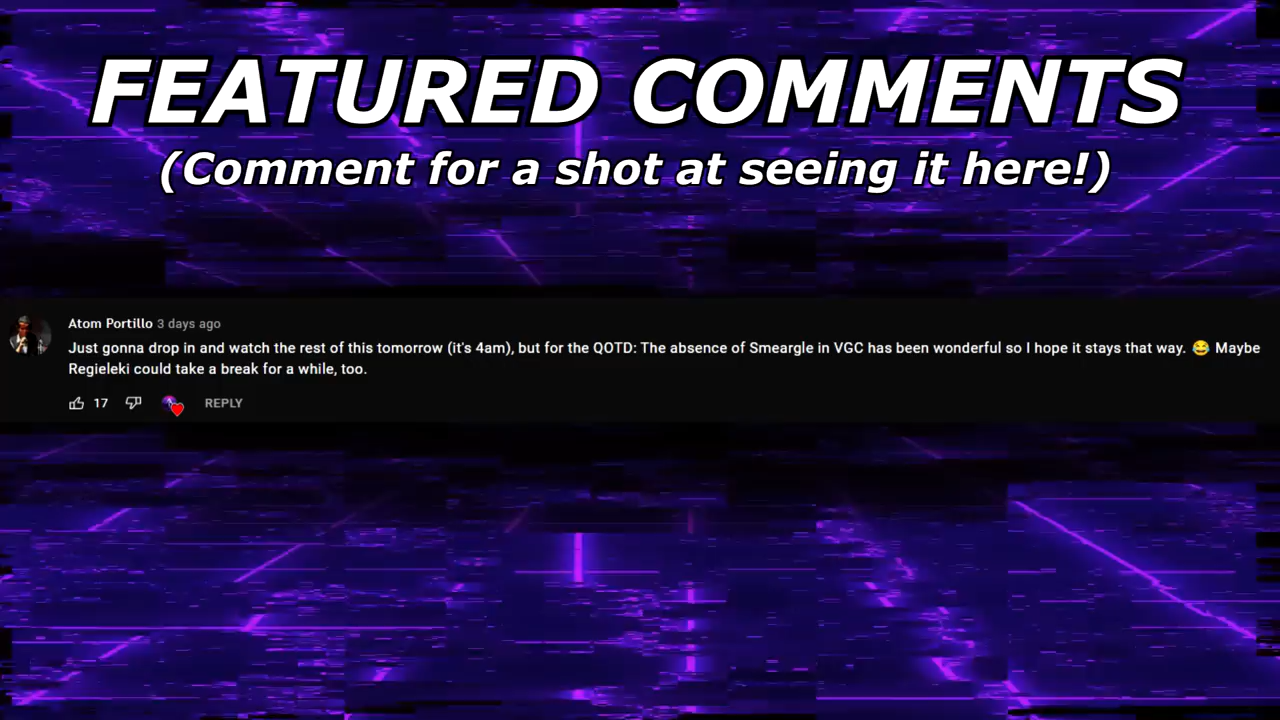 FEATURED COMMENTS
(Comment for a shot at seeing it here!)
Atom Portillo 3 days ago
Just gonna drop in and watch the rest of this tomorrow (it's 4am), but for the QOTD: The absence of Smeargle in VGC has been wonderful so I hope it stays that way. 😂 Maybe
Regieleki could take a break for a while, too.
17 REPLY